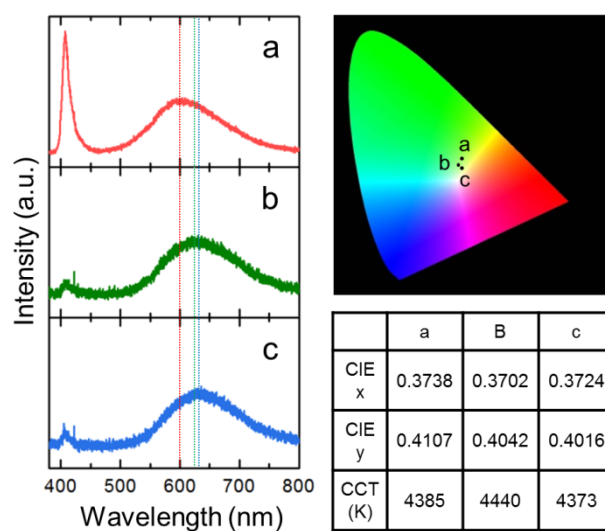 a
b
c
Intensity (a.u.)
400 500 600 700 800
Wavelength (nm)
a
b
c
a B c
CIE x 0.3738 0.3702 0.3724
CIE y 0.4107 0.4042 0.4016
CCT (K) 4385 4440 4373